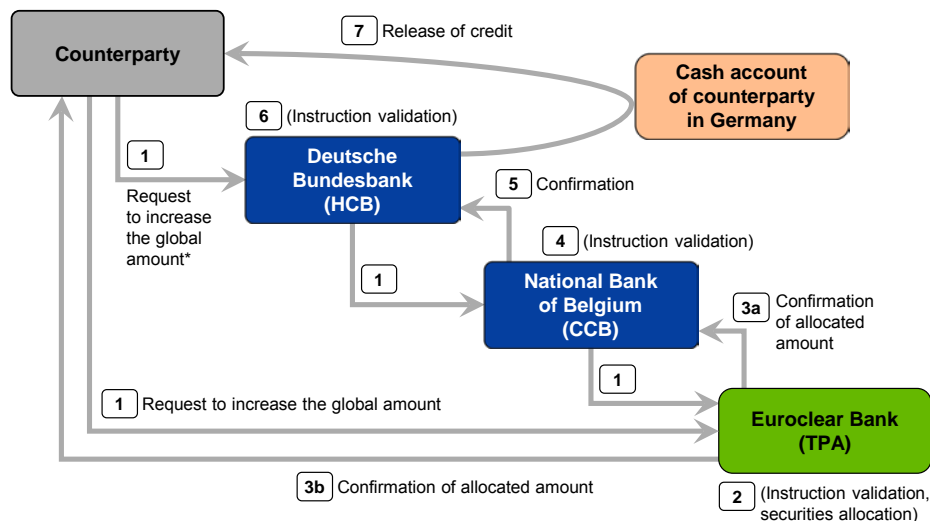 7 Release of credit
Counterparty
Cash account
of counterparty
in Germany
6 (Instruction validation)
1
Deutsche
Bundesbank
(HCB)
5 Confirmation
Request
to increase
the global
amount*
4 (Instruction validation)
1
National Bank
of Belgium
(CCB)
3a Confirmation
of allocated
amount
1
1 Request to increase the global amount
Euroclear Bank
(TPA)
3b Confirmation of allocated amount
2 (Instruction validation,
securities allocation)